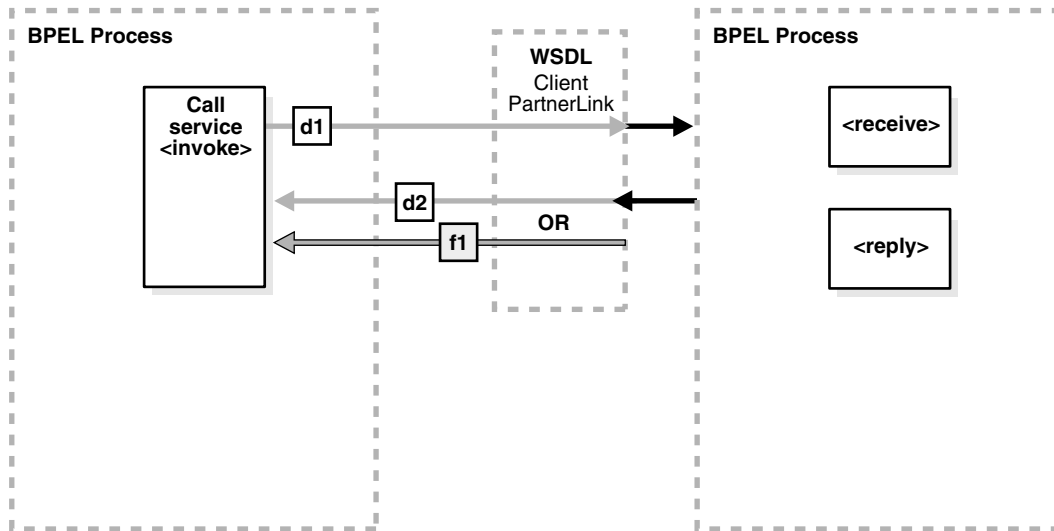 BPEL Process
Call
service
<invoke>
d1
d2
f1
WSDL
Client
PartnerLink
OR
BPEL Process
<receive>
<reply>